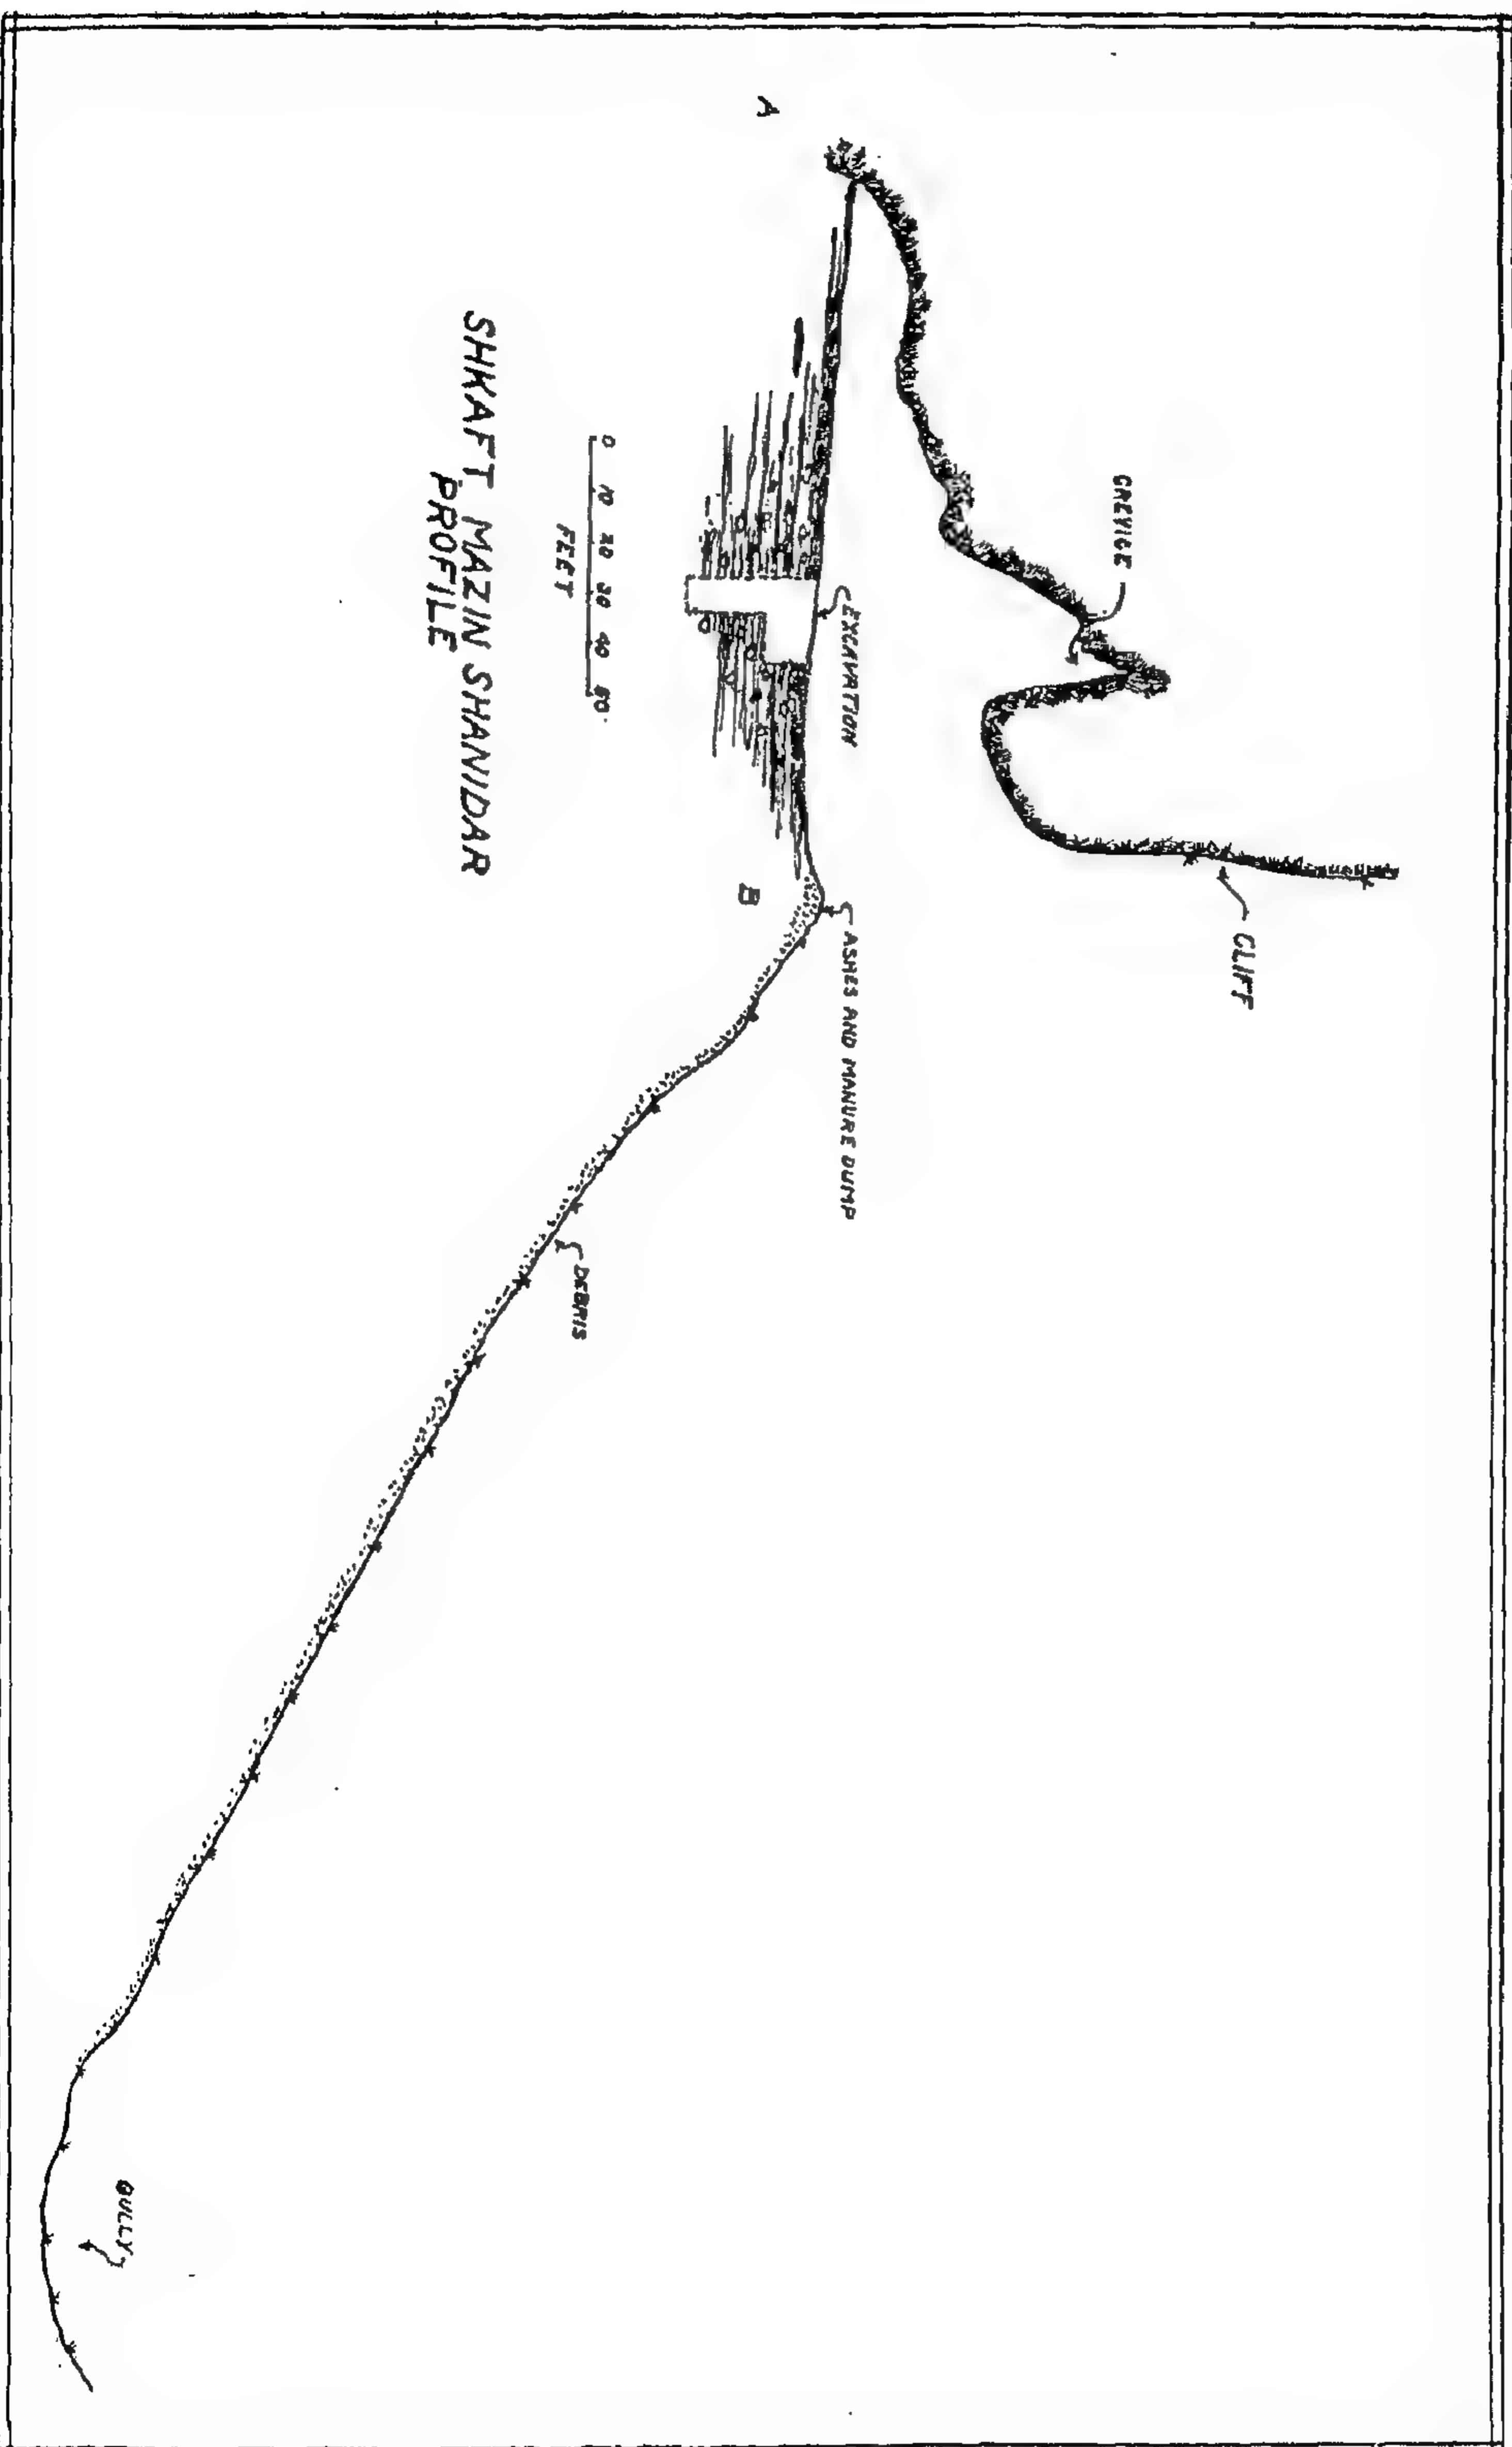 CREVICE
CLIFF
EXCAVATION
ASHES AND MANURE DUMP
A
B
0 10 20 30 40 50'
FEET
DEBRIS
SHKAFT MAZIN SHANIDAR
PROFILE
GULLY